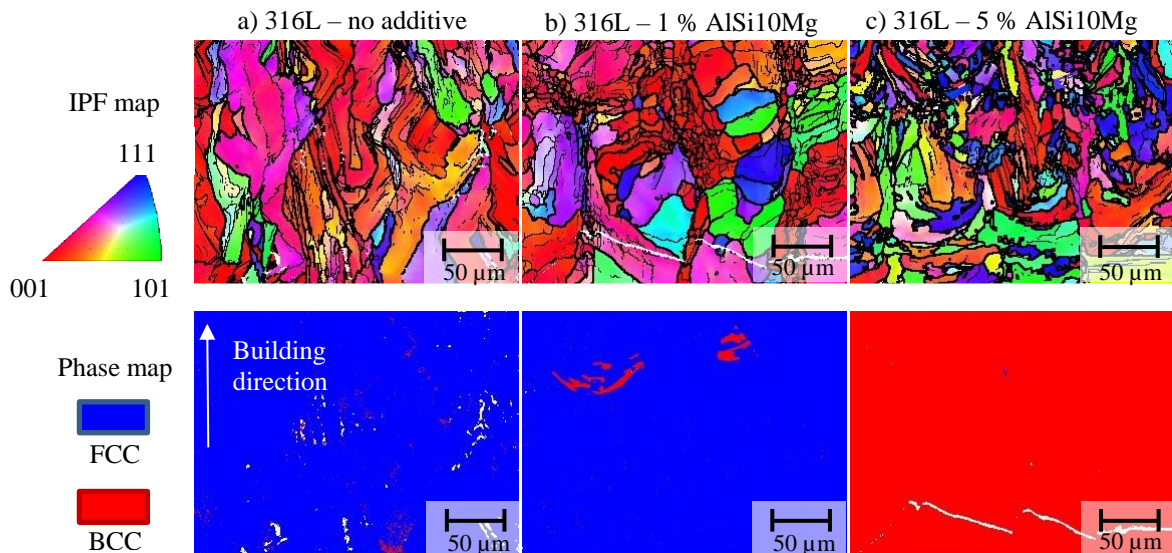 a) 316L – no additive
b) 316L – 1 % AlSi10Mg
c) 316L – 5 % AlSi10Mg
IPF map
111
001
101
50 µm
50 µm
50 µm
Phase map
FCC
BCC
Building
direction
50 µm
50 µm
50 µm